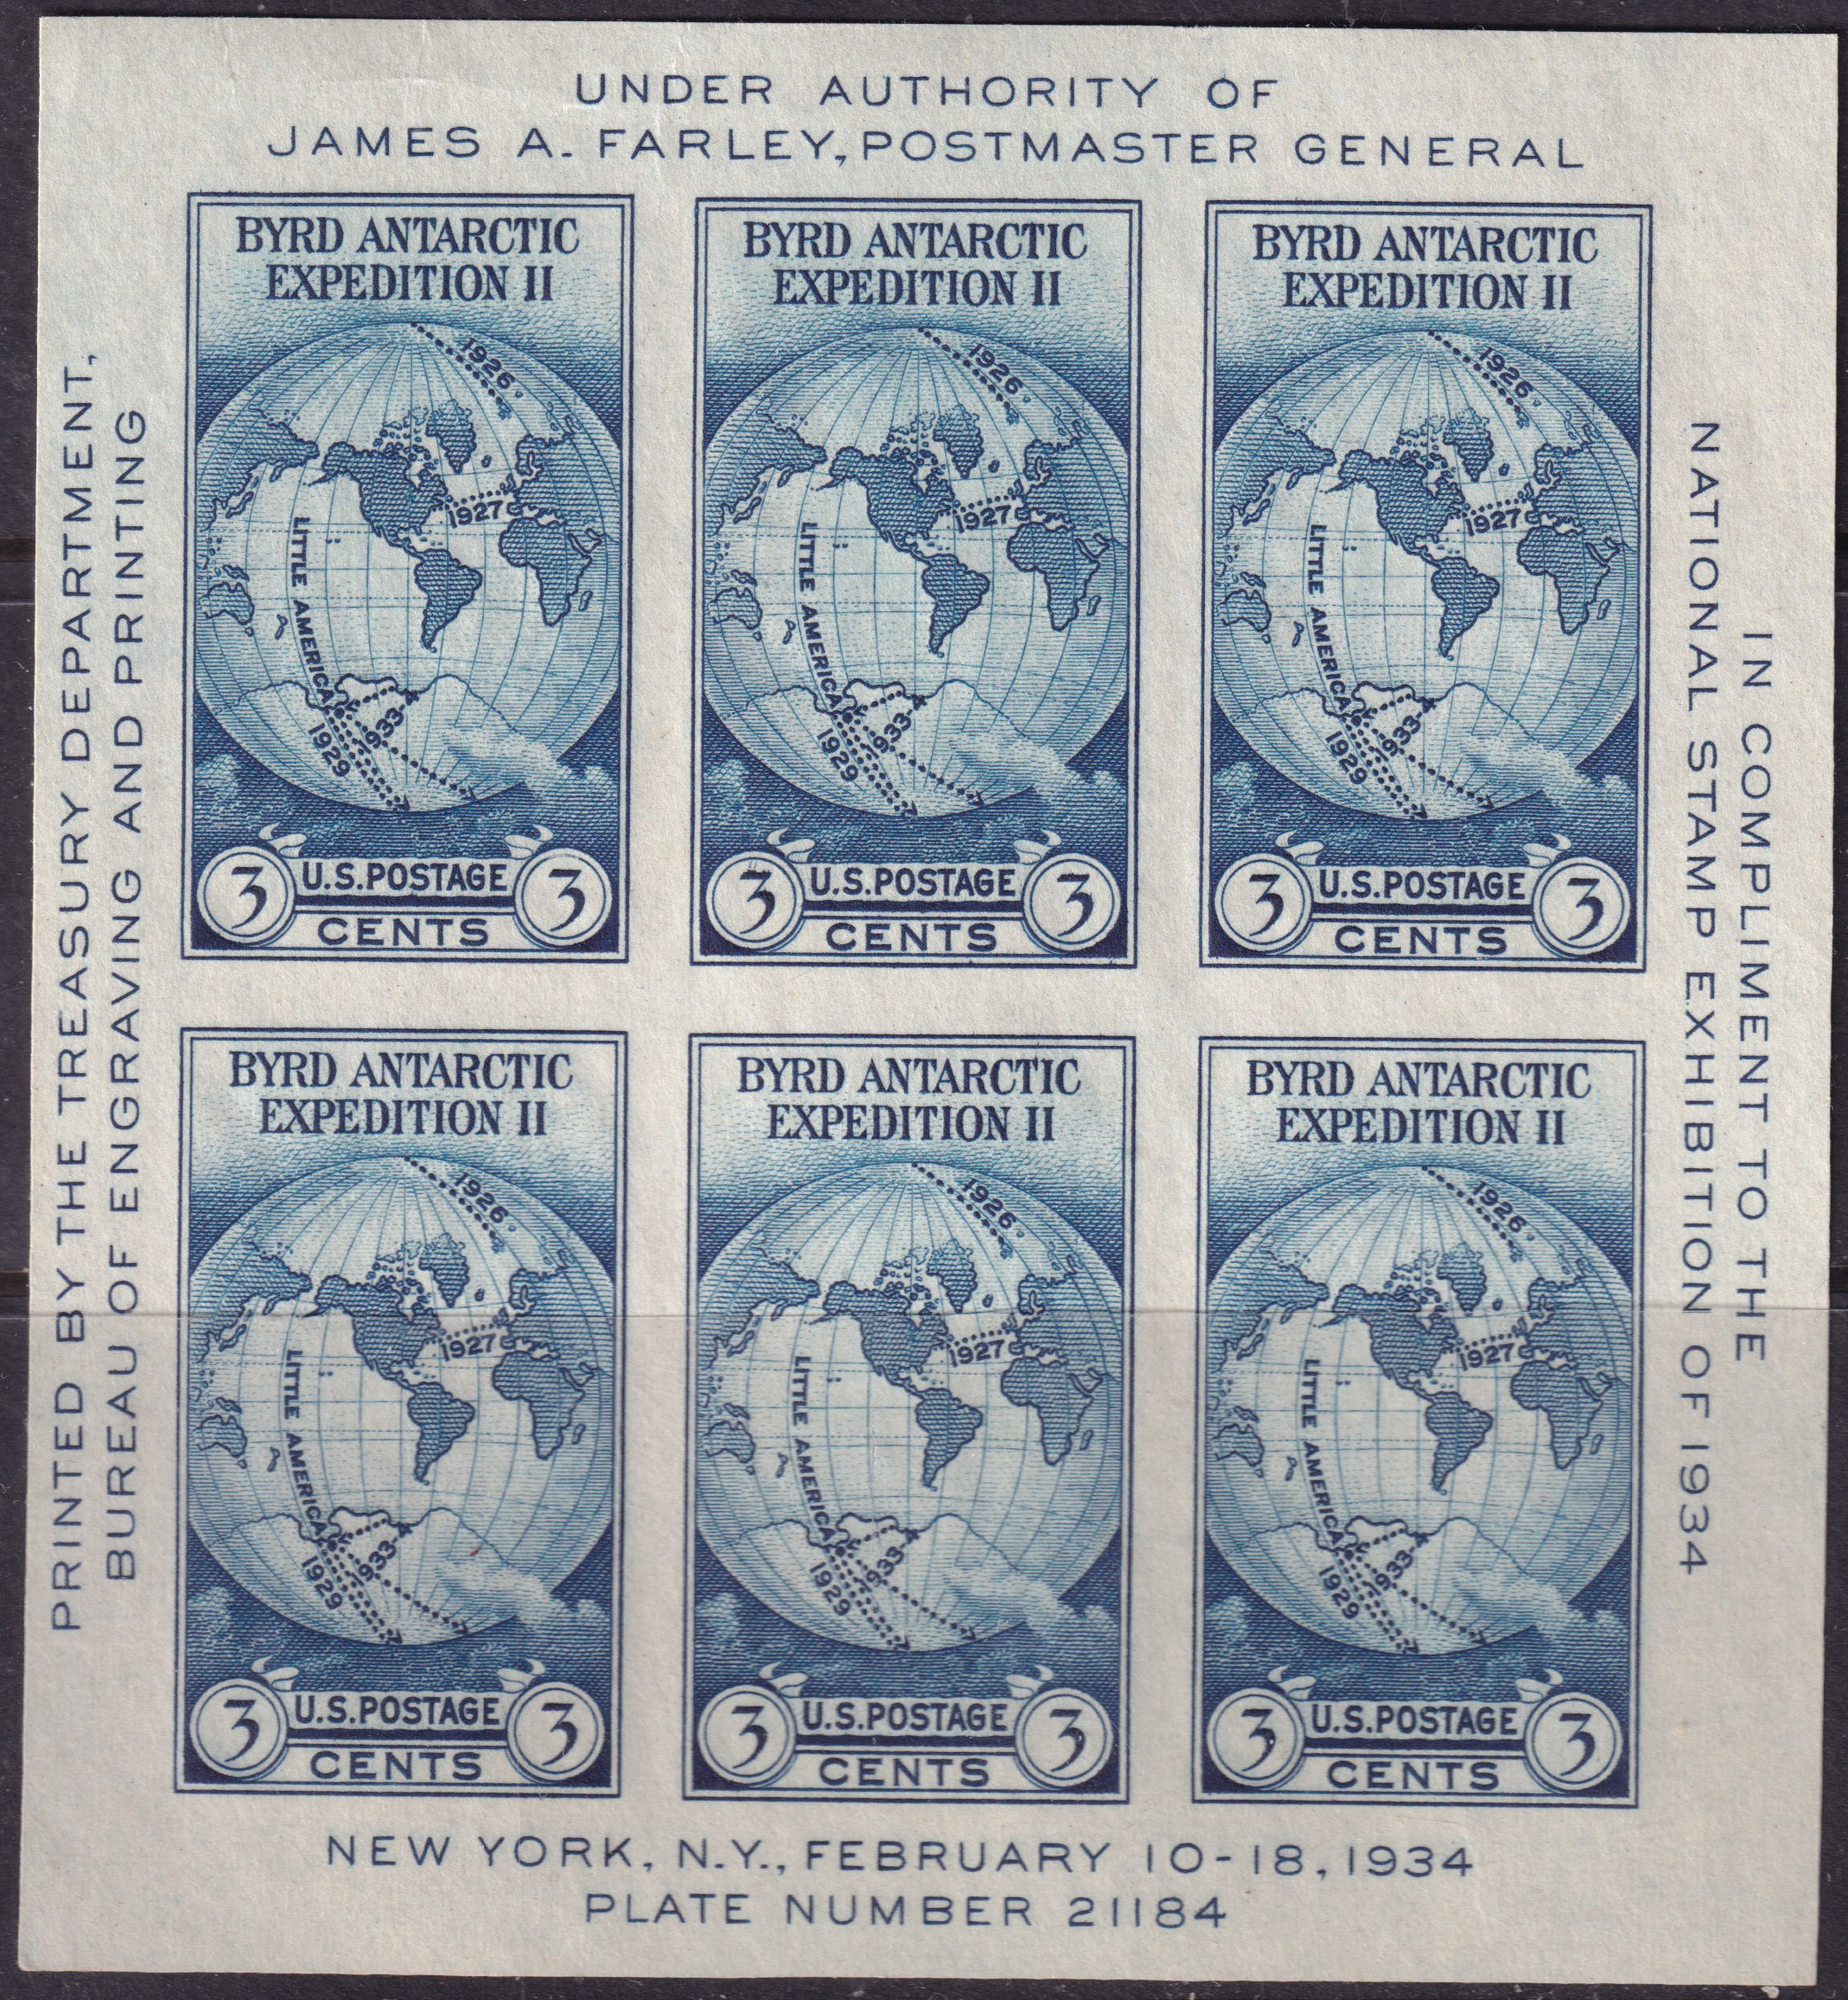 UNDER AUTHORITY OF
JAMES A. FARLEY, POSTMASTER GENERAL
PRINTED BY THE TREASURY DEPARTMENT,
BUREAU OF ENGRAVING AND PRINTING
BYRD ANTARCTIC
EXPEDITION II
1926
1927
LITTLE AMERICA
1929
1933
3 U.S. POSTAGE 3
CENTS
BYRD ANTARCTIC
EXPEDITION II
1926
1927
LITTLE AMERICA
1929
1933
3 U.S. POSTAGE 3
CENTS
BYRD ANTARCTIC
EXPEDITION II
1926
1927
LITTLE AMERICA
1929
1933
3 U.S. POSTAGE 3
CENTS
BYRD ANTARCTIC
EXPEDITION II
1926
1927
LITTLE AMERICA
1929
1933
3 U.S. POSTAGE 3
CENTS
BYRD ANTARCTIC
EXPEDITION II
1926
1927
LITTLE AMERICA
1929
1933
3 U.S. POSTAGE 3
CENTS
BYRD ANTARCTIC
EXPEDITION II
1926
1927
LITTLE AMERICA
1929
1933
3 U.S. POSTAGE 3
CENTS
IN COMPLIMENT TO THE
NATIONAL STAMP EXHIBITION OF 1934
NEW YORK, N.Y., FEBRUARY 10-18, 1934
PLATE NUMBER 21184